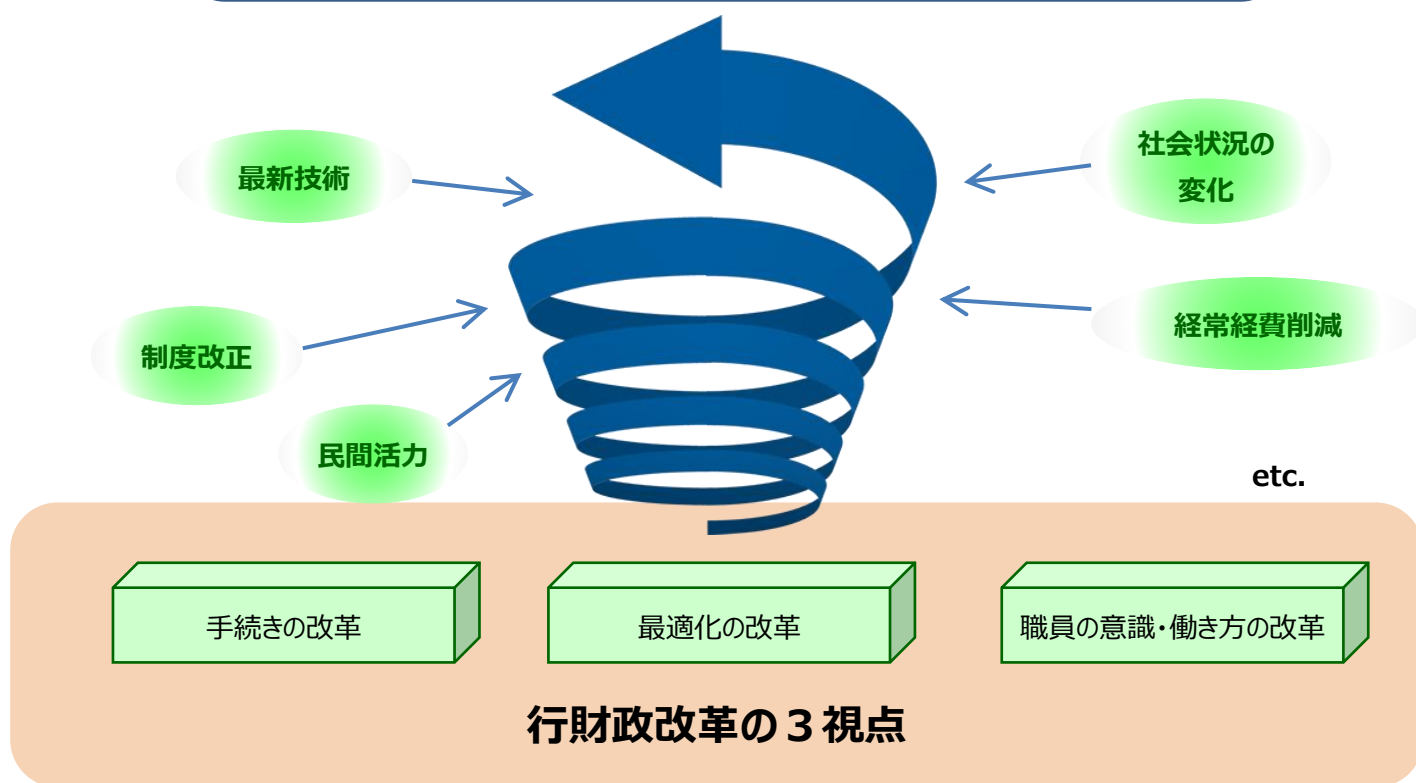 最新技術
社会状況の
変化
制度改正
経常経費削減
民間活力
etc.
手続きの改革
最適化の改革
職員の意識・働き方の改革
行財政改革の３視点